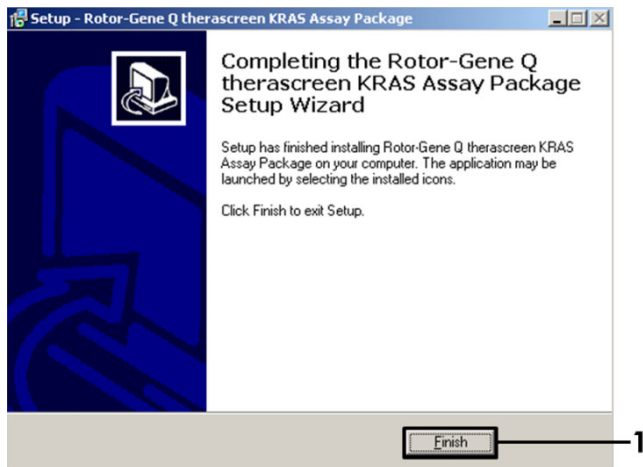 Setup - Rotor-Gene Q therascreen KRAS Assay Package
Completing the Rotor-Gene Q
therascreen KRAS Assay Package
Setup Wizard
Setup has finished installing Rotor-Gene Q therascreen KRAS
Assay Package on your computer. The application may be
launched by selecting the installed icons.
Click Finish to exit Setup.
Finish
1